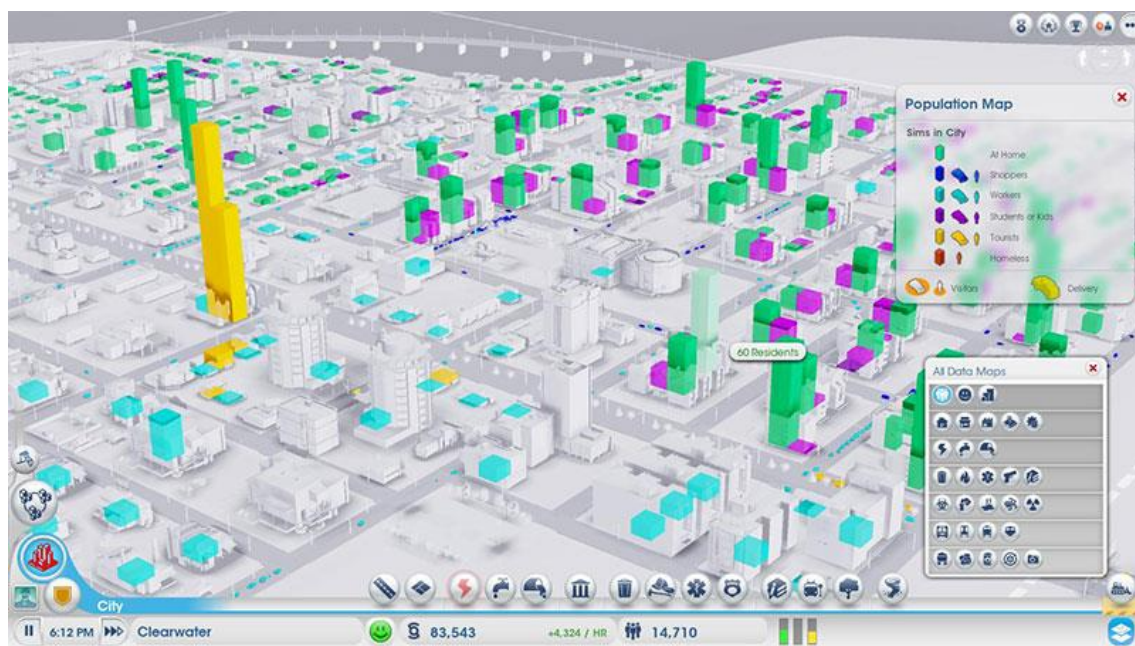 Population Map
Sims in City
At Home
Shoppers
Workers
Students or Kids
Tourists
Homeless
Visitors
Delivery
60 Residents
All Data Maps
City
6:12 PM
Clearwater
83,543
+4,324 / HR
14,710